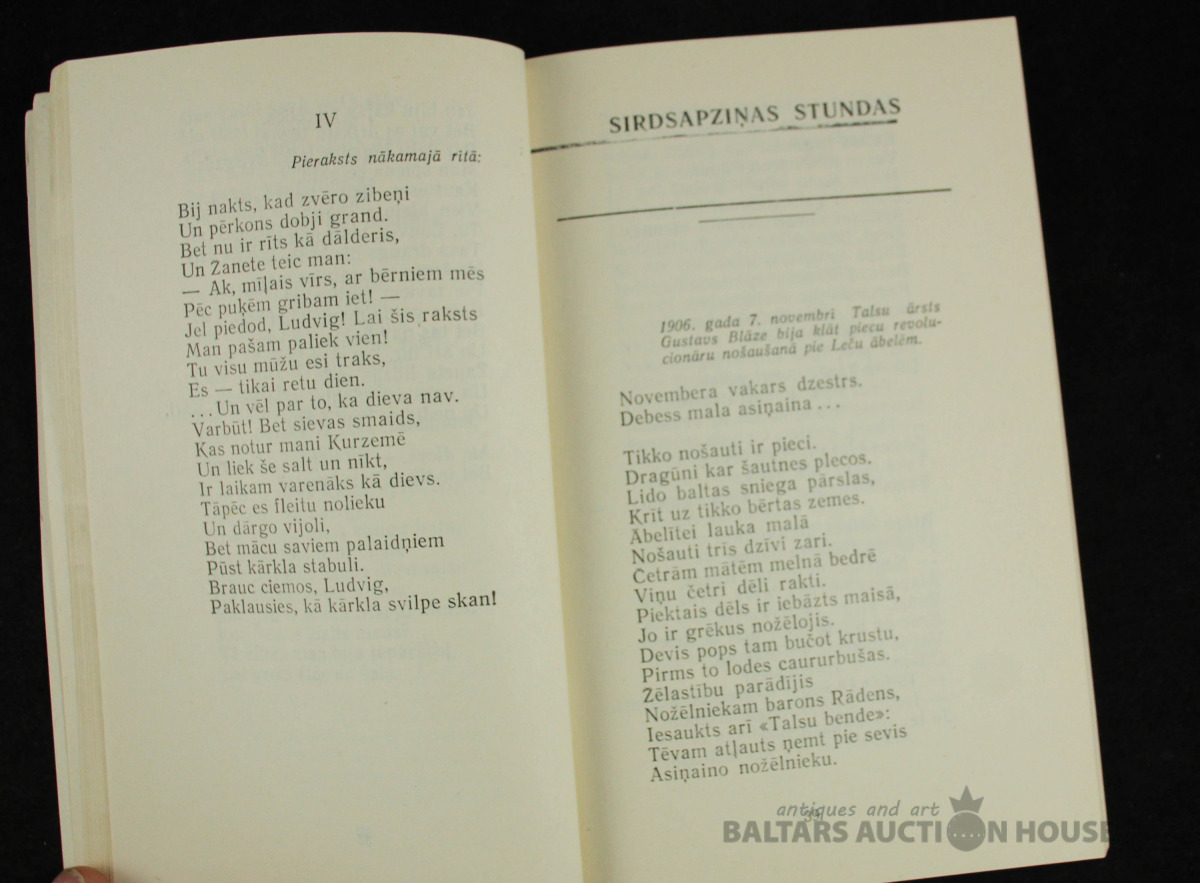 IV
Pieraksts nākamajā rītā:
Bij nakts, kad zvēro zibeņi
Un pērkons dobji grand.
Bet nu ir rīts kā dālderis,
Un Zanete teic man:
— Ak, mīļais vīrs, ar bērniem mēs
Pēc puķēm gribam iet! —
Jel piedod, Ludvig! Lai šis raksts
Man pašam paliek vien!
Tu visu mūžu esi traks,
Es — tikai retu dien.
...Un vēl par to, ka dieva nav.
Varbūt! Bet sievas smaids,
Kas notur mani Kurzemē
Un liek še salt un nīkt,
Ir laikam varenāks kā dievs.
Tāpēc es fleitu nolieku
Un dārgo vijoli,
Bet mācu saviem palaidņiem
Pūst kārkla stabuli.
Brauc ciemos, Ludvig,
Paklausies, kā kārkla svilpe skan!
SIRDSAPZIŅAS STUNDAS
1906. gada 7. novembrī Talsu ārsts
Gustavs Blāze bija klāt piecu revolu-
cionāru nošaušanā pie Leču ābelēm.
Novembera vakars dzestrs.
Debess mala asiņaina...
Tikko nošauti ir pieci.
Dragūni kar šautnes plecos.
Lido baltas sniega pārslas,
Krīt uz tikko bērtas zemes.
Ābelītei lauka malā
Nošauti trīs dzīvi zari.
Četrām mātēm melnā bedrē
Viņu četri dēli rakti.
Piektais dēls ir iebāzts maisā,
Jo ir grēkus nožēlojis.
Devis pops tam bučot krustu,
Pirms to lodes caururbušas.
Žēlastību parādījis
Nožēlniekam barons Rādens,
Iesaukts arī «Talsu bende»:
Tēvam atļauts ņemt pie sevis
Asiņaino nožēlnieku.
antiques and art
BALTARS AUCTION HOUSE